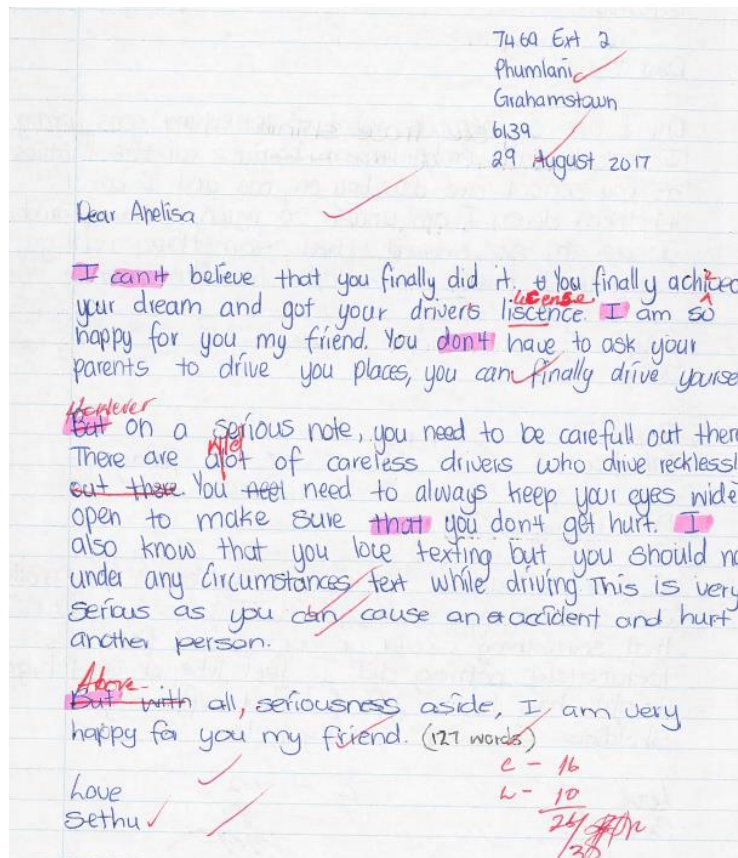 7469 Ext 2
Phumlani
Grahamstown
6139
29 August 2017
Dear Apelisa
I can't believe that you finally did it. You finally achieved
license
your dream and got your driver's liscence. I am so
happy for you my friend. You don't have to ask your
parents to drive you places, you can finally drive yourse
However
But on a serious note, you need to be carefull out there
There are alot of careless drivers who drive recklessl
out there. You neel need to always keep your eyes wide
open to make sure that you don't get hurt. I
also know that you love texting but you should no
under any circumstances text while driving This is very
serious as you can cause an accident and hurt
another person.
Above
But with all, seriousness aside, I am very
happy for you my friend. (127 words)
Love
Sethu
C - 16
L - 10
26
30